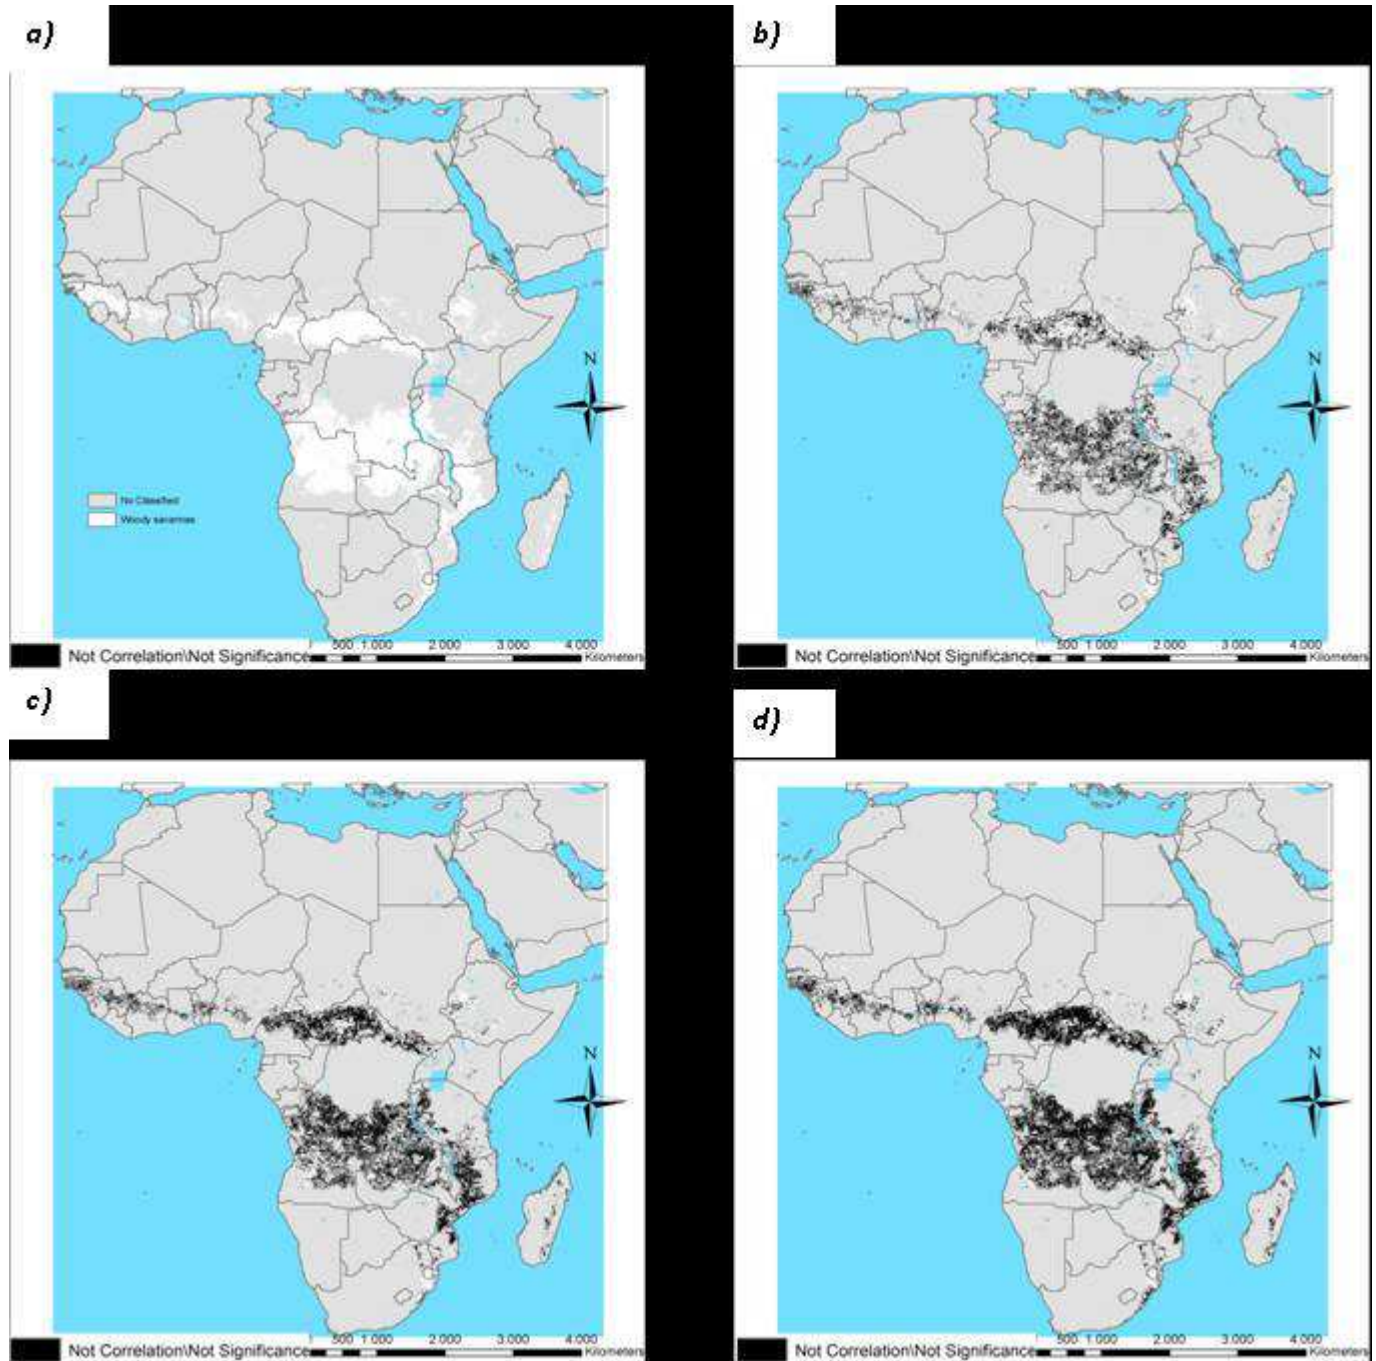 a)
b)
N
N
No Classified
Woody savannas
500 1 000 2 000 3 000 4 000
500 1 000 2 000 3 000 4 000
Not Correlation\Not Significance
Kilometers
Not Correlation\Not Significance
Kilometers
c)
d)
N
N
500 1 000 2 000 3 000 4 000
500 1 000 2 000 3 000 4 000
Not Correlation\Not Significance
Kilometers
Not Correlation\Not Significance
Kilometers